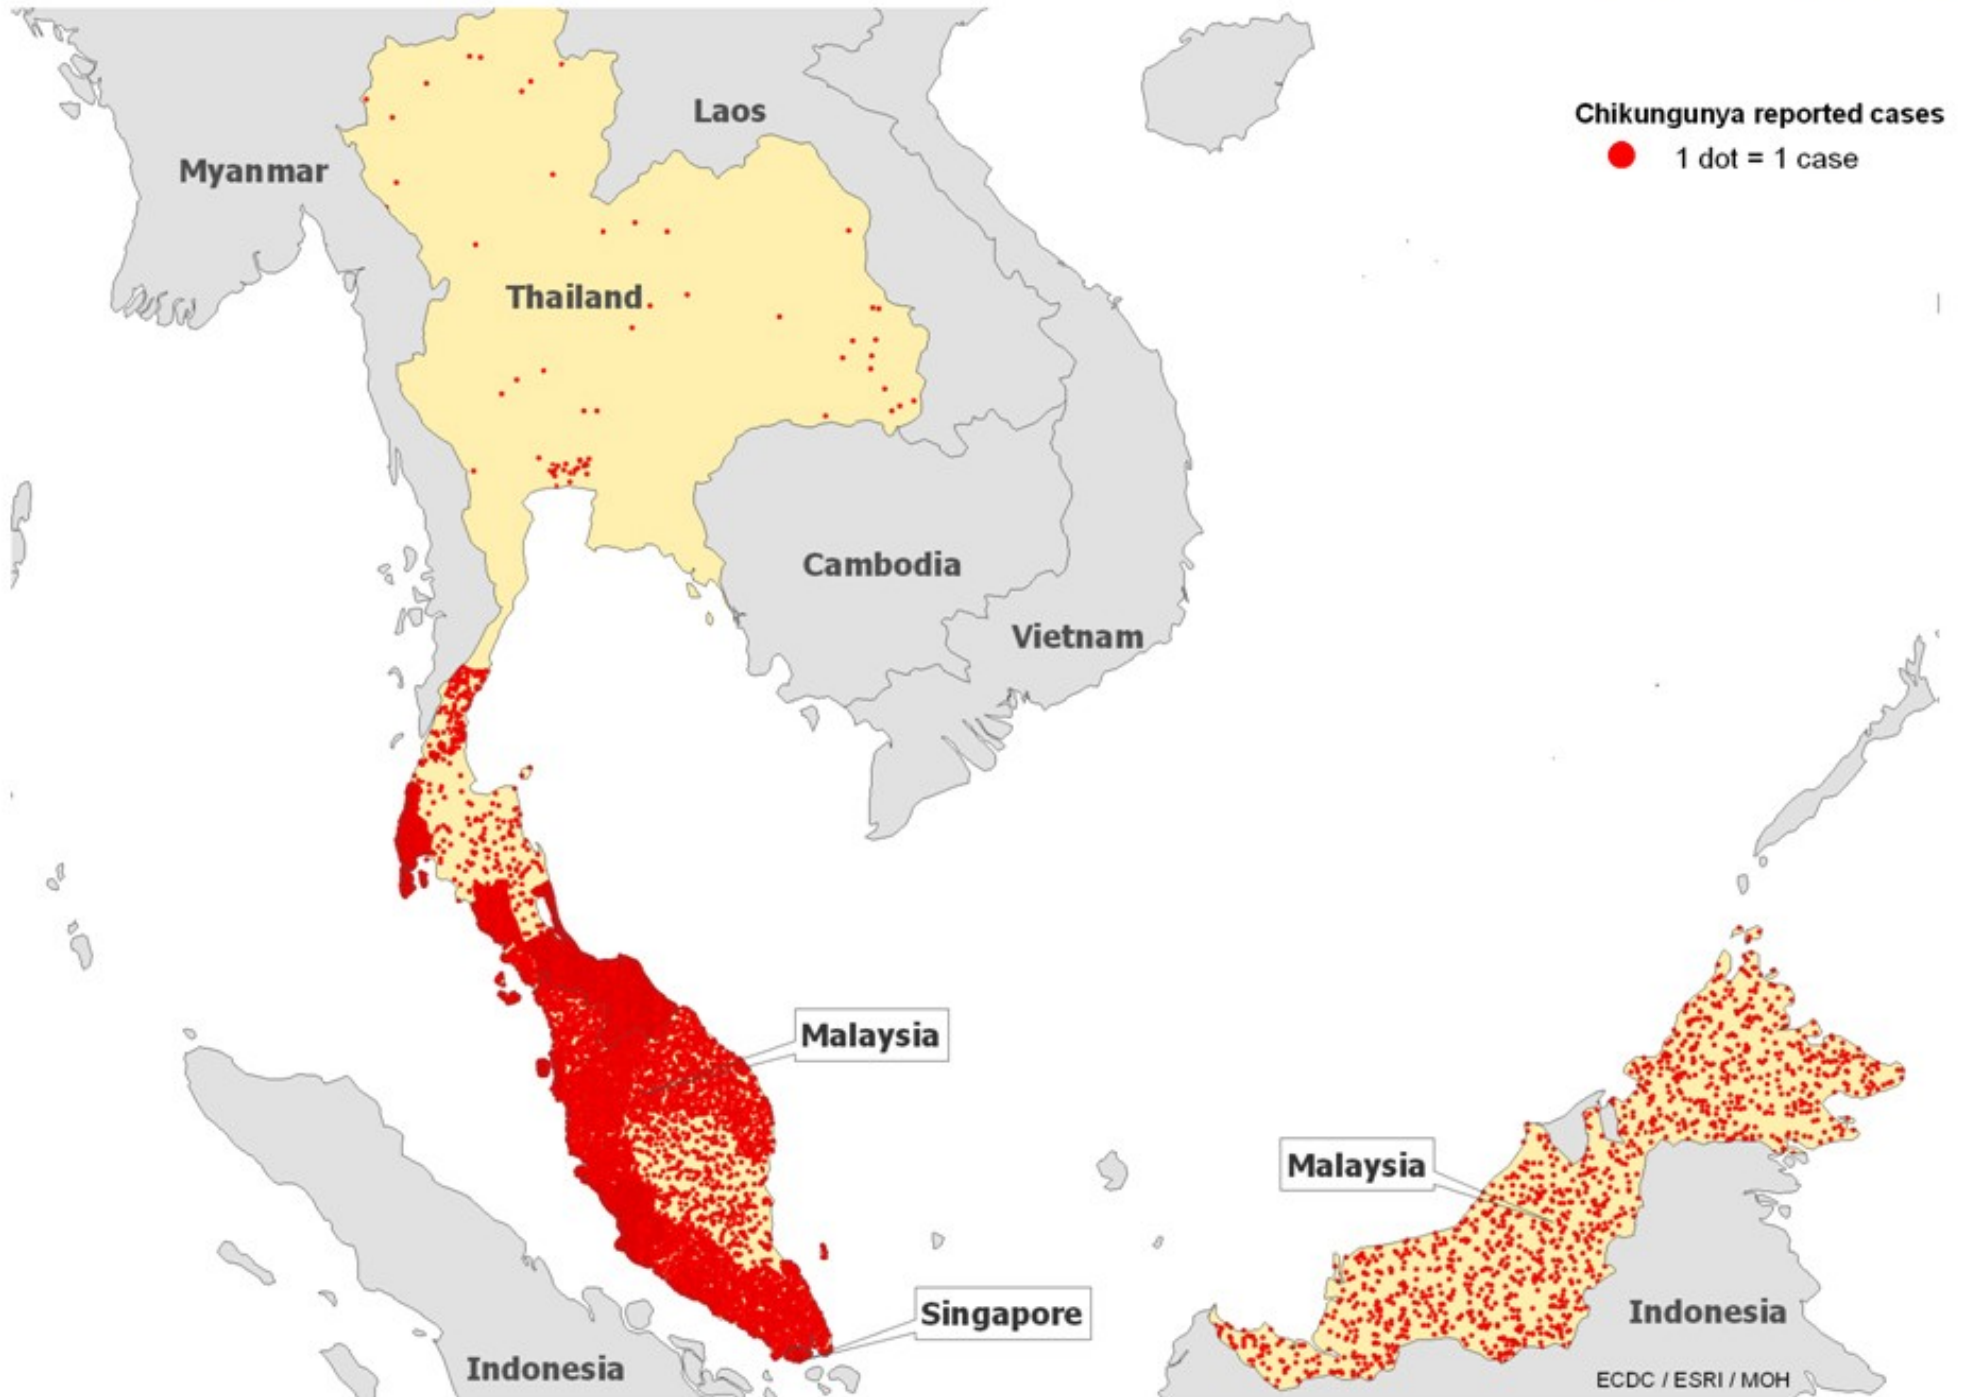 Chikungunya reported cases
1 dot = 1 case
Laos
Myanmar
Thailand
Cambodia
Vietnam
Malaysia
Malaysia
Singapore
Indonesia
Indonesia
ECDC / ESRI / MOH